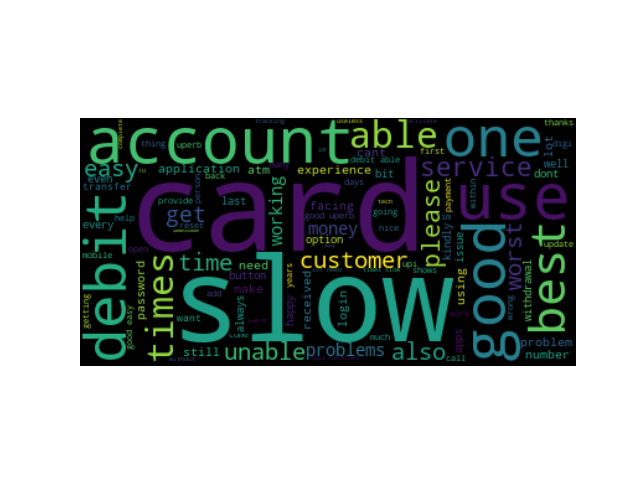 account
able
one
thanks
thing
uperb
first
cant
debit able
lot
digi
easy
application
atm
experience
bit
service
well
even
transfer
days
dont
card
use
provide
last
get
working
facing
good uperb
tech
going
please
kindly
payment
within
every
help
reset
back
person
money
nice
option
issue
update
debit
open
mobile
customer
good
worst
best
time
need
years
upi
shows
using
wrong
withdrawal
password
times
button
make
slow
add
happy
received
login
want
always
apps
getting
good easy
much
problem
still
unable
problems
also
call
number
without